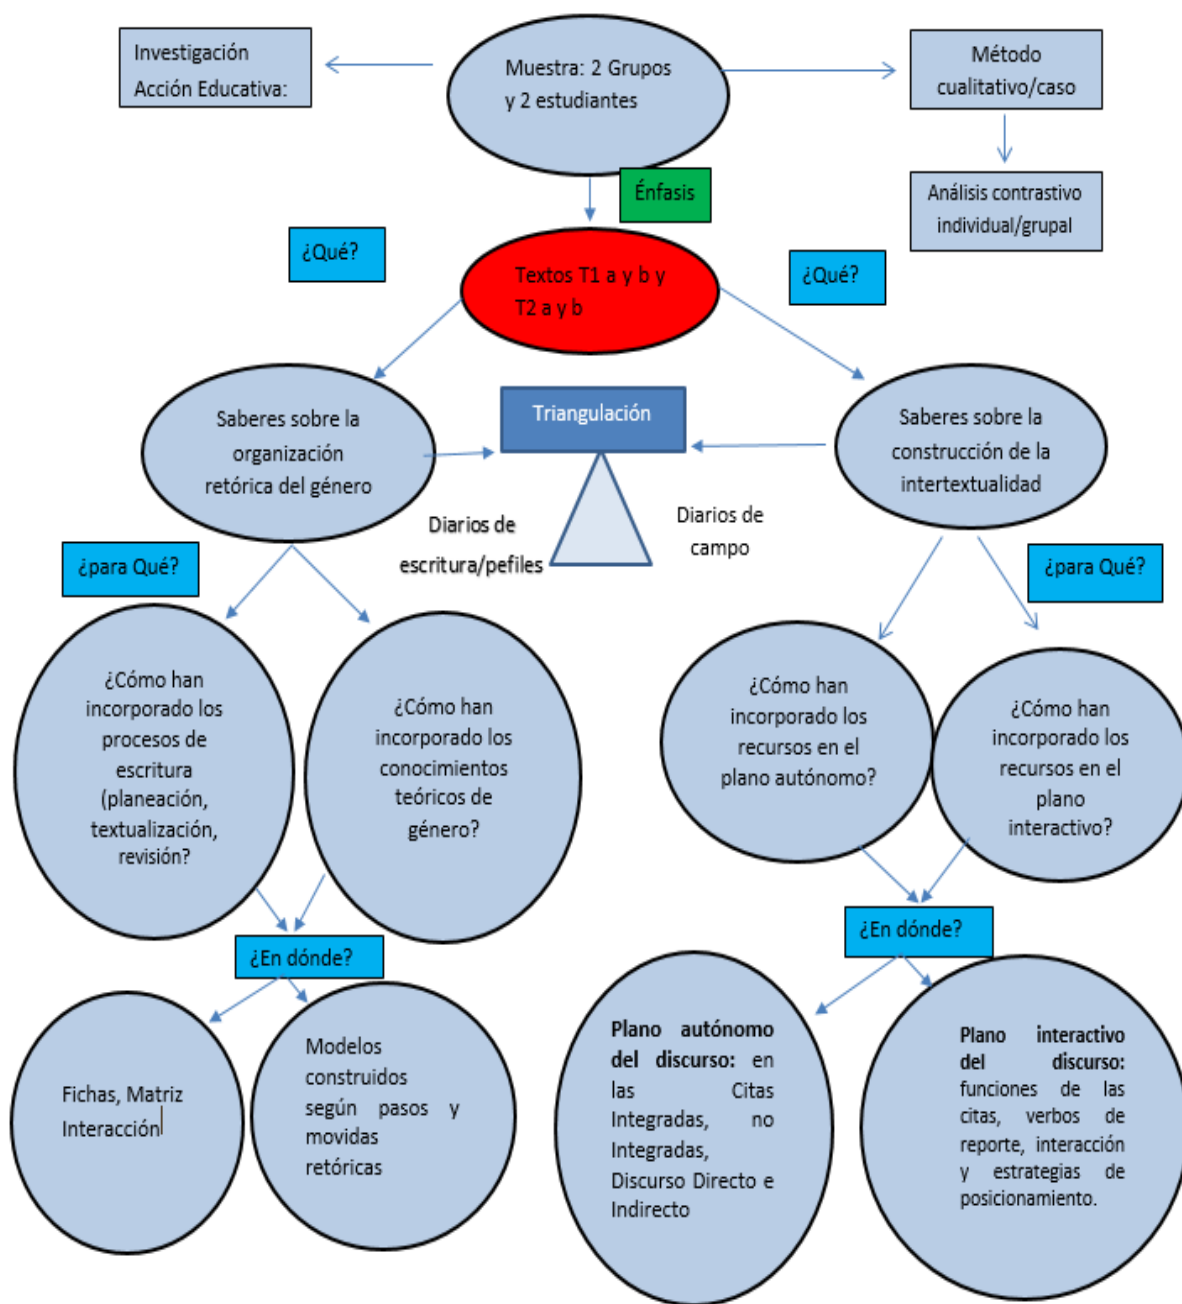 Investigación
Acción Educativa:
Muestra: 2 Grupos
y 2 estudiantes
Método
cualitativo/caso
Énfasis
Análisis contrastivo
individual/grupal
¿Qué?
Textos T1 a y b y
T2 a y b
¿Qué?
Saberes sobre la
organización
retórica del género
Triangulación
Saberes sobre la
construcción de la
intertextualidad
Diarios de
escritura/pefiles
Diarios de
campo
¿para Qué?
¿para Qué?
¿Cómo han
incorporado los
procesos de
escritura
(planeación,
textualización,
revisión?
¿Cómo han
incorporado los
conocimientos
teóricos de
género?
¿Cómo han
incorporado los
recursos en el
plano autónomo?
¿Cómo han
incorporado los
recursos en el
plano
interactivo?
¿En dónde?
¿En dónde?
Fichas, Matriz
Interacción
Modelos
construidos
según pasos y
movidas
retóricas
Plano autónomo
del discurso: en
las Citas
Integradas, no
Integradas,
Discurso Directo e
Indirecto
Plano interactivo
del discurso:
funciones de las
citas, verbos de
reporte, interacción
y estrategias de
posicionamiento.